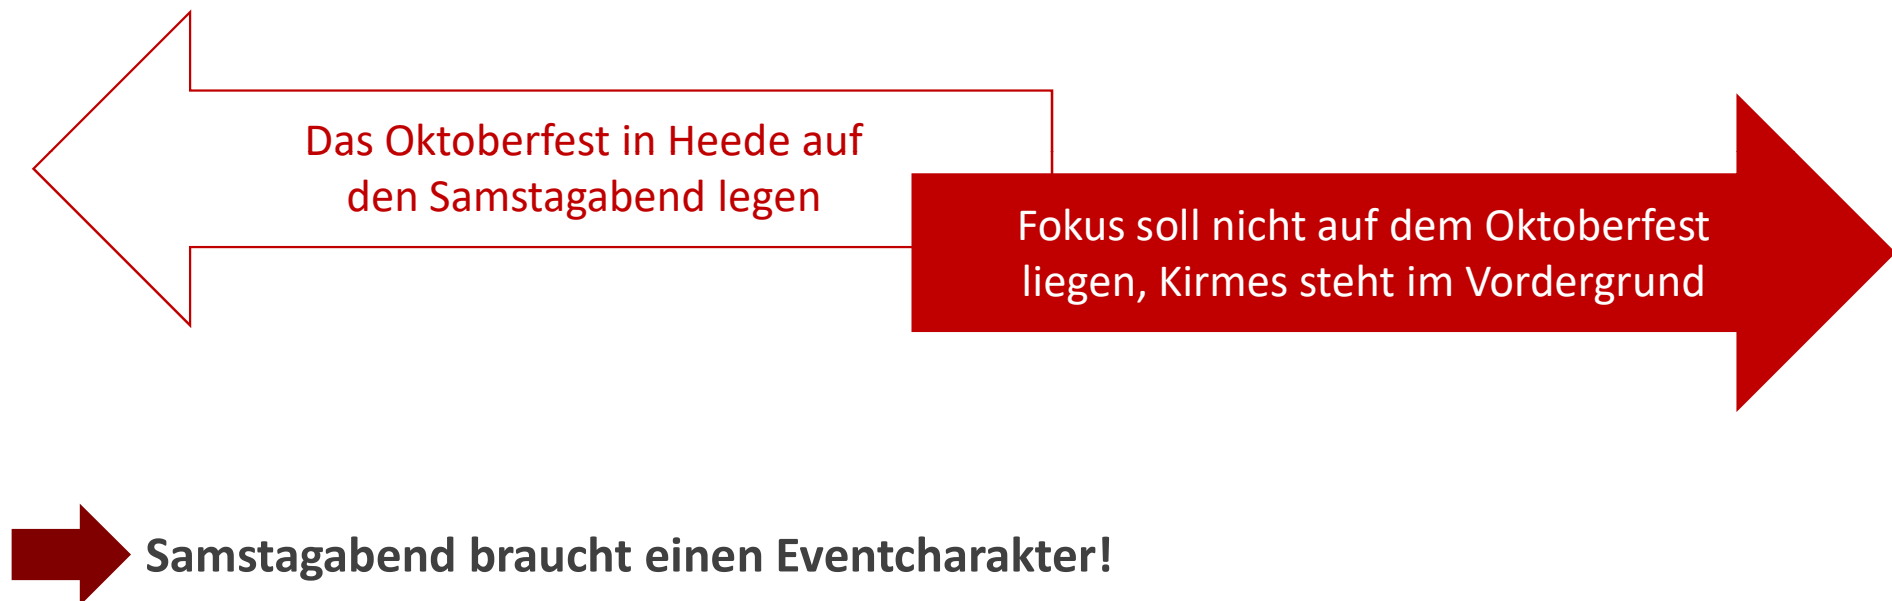 Das Oktoberfest in Heede auf
den Samstagabend legen
Fokus soll nicht auf dem Oktoberfest
liegen, Kirmes steht im Vordergrund
Samstagabend braucht einen Eventcharakter!